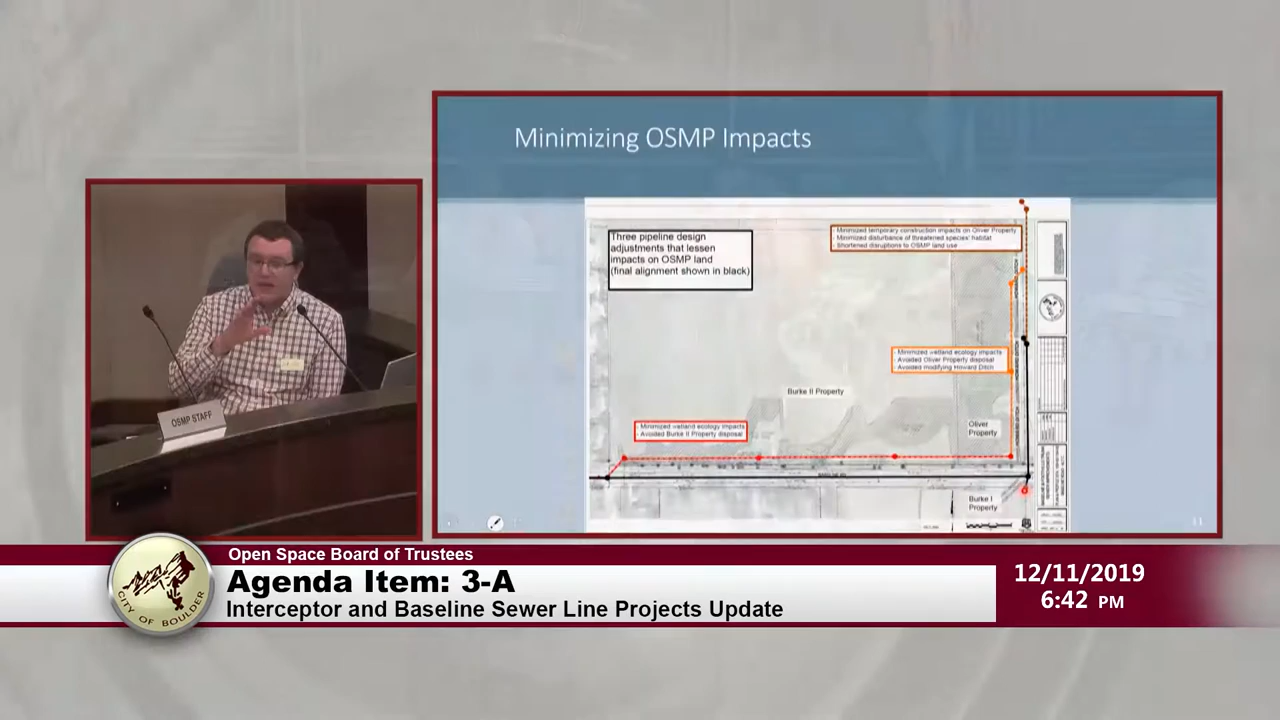 Minimizing OSMP Impacts
Three pipeline design
adjustments that lessen
impacts on OSMP land
(final alignment shown in black)
- Minimized temporary construction impacts on Oliver Property
- Minimized disturbance of threatened species' habitat
- Shortened disruptions to OSMP land use
- Minimized wetland ecology impacts
- Avoided Oliver Property disposal
- Avoided modifying Howard Ditch
Burke II Property
- Minimized wetland ecology impacts
- Avoided Burke II Property disposal
Oliver
Property
Burke I
Property
11
OSMP STAFF
CITY OF BOULDER
Open Space Board of Trustees
Agenda Item: 3-A
Interceptor and Baseline Sewer Line Projects Update
12/11/2019
6:42 PM